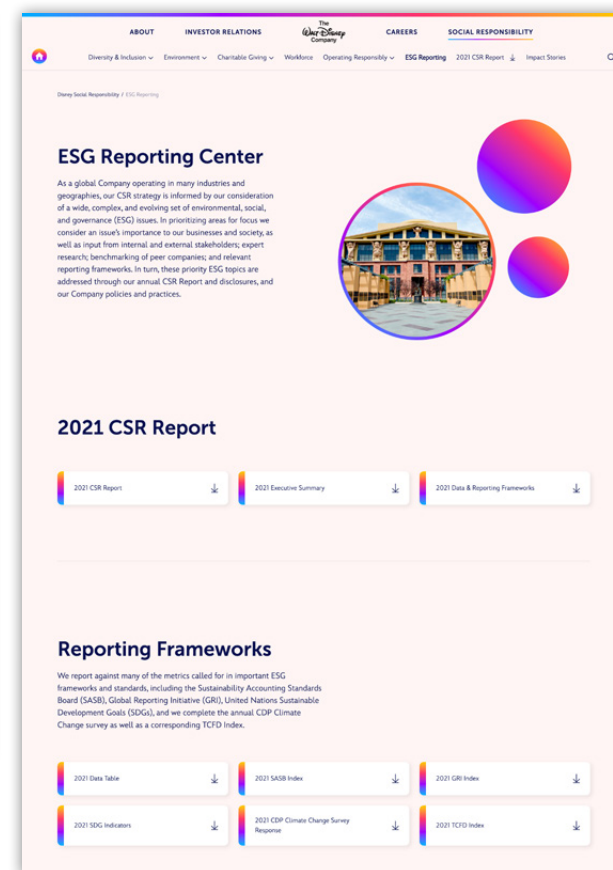 ABOUT
INVESTOR RELATIONS
The
Walt Disney
Company
CAREERS
SOCIAL RESPONSIBILITY
Diversity & Inclusion
Environment
Charitable Giving
Workforce
Operating Responsibly
ESG Reporting
2021 CSR Report
Impact Stories
Disney Social Responsibility / ESG Reporting
ESG Reporting Center
As a global Company operating in many industries and
geographies, our CSR strategy is informed by our consideration
of a wide, complex, and evolving set of environmental, social,
and governance (ESG) issues. In prioritizing areas for focus we
consider an issue's importance to our businesses and society, as
well as input from internal and external stakeholders; expert
research; benchmarking of peer companies; and relevant
reporting frameworks. In turn, these priority ESG topics are
addressed through our annual CSR Report and disclosures, and
our Company policies and practices.
2021 CSR Report
2021 CSR Report
2021 Executive Summary
2021 Data & Reporting Frameworks
Reporting Frameworks
We report against many of the metrics called for in important ESG
frameworks and standards, including the Sustainability Accounting Standards
Board (SASB), Global Reporting Initiative (GRI), United Nations Sustainable
Development Goals (SDGs), and we complete the annual CDP Climate
Change survey as well as a corresponding TCFD Index.
2021 Data Table
2021 SASB Index
2021 GRI Index
2021 SDG Indicators
2021 CDP Climate Change Survey
Response
2021 TCFD Index